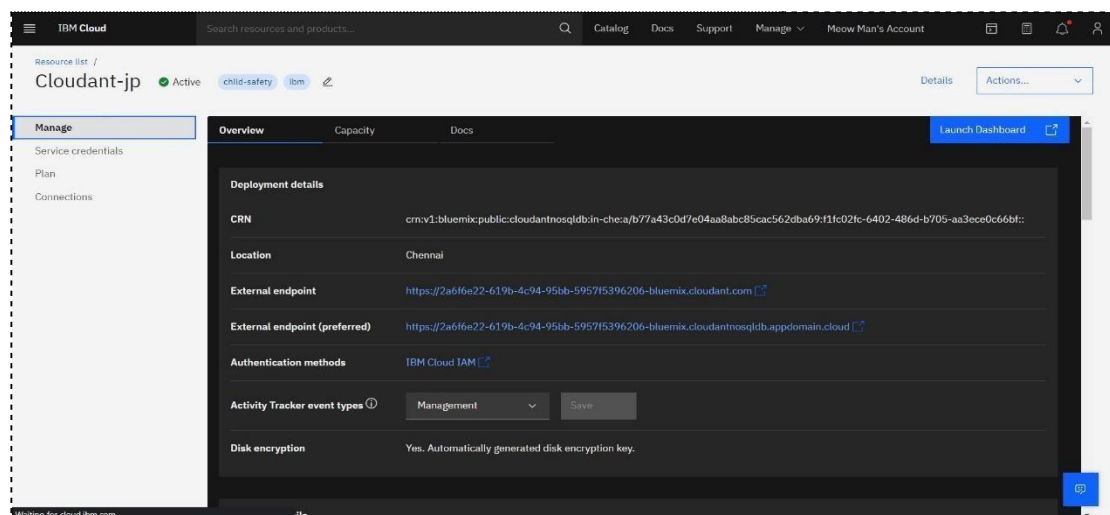 IBM Cloud
Search resources and products...
Catalog
Docs
Support
Manage
Meow Man's Account
Resource list /
Cloudant-jp
Active
child-safety
ibm
Details
Actions...
Manage
Service credentials
Plan
Connections
Overview
Capacity
Docs
Launch Dashboard
Deployment details
CRN
crn:v1:bluemix:public:cloudantnosqldb:in-che:a/b77a43c0d7e04aa8abc85cac562dba69:f1fc02fc-6402-486d-b705-aa3ece0c66bf::
Location
Chennai
External endpoint
https://2a6f6e22-619b-4c94-95bb-5957f5396206-bluemix.cloudant.com
External endpoint (preferred)
https://2a6f6e22-619b-4c94-95bb-5957f5396206-bluemix.cloudantnosqldb.appdomain.cloud
Authentication methods
IBM Cloud IAM
Activity Tracker event types
Management
Save
Disk encryption
Yes. Automatically generated disk encryption key.
Waiting for cloud.ibm.com